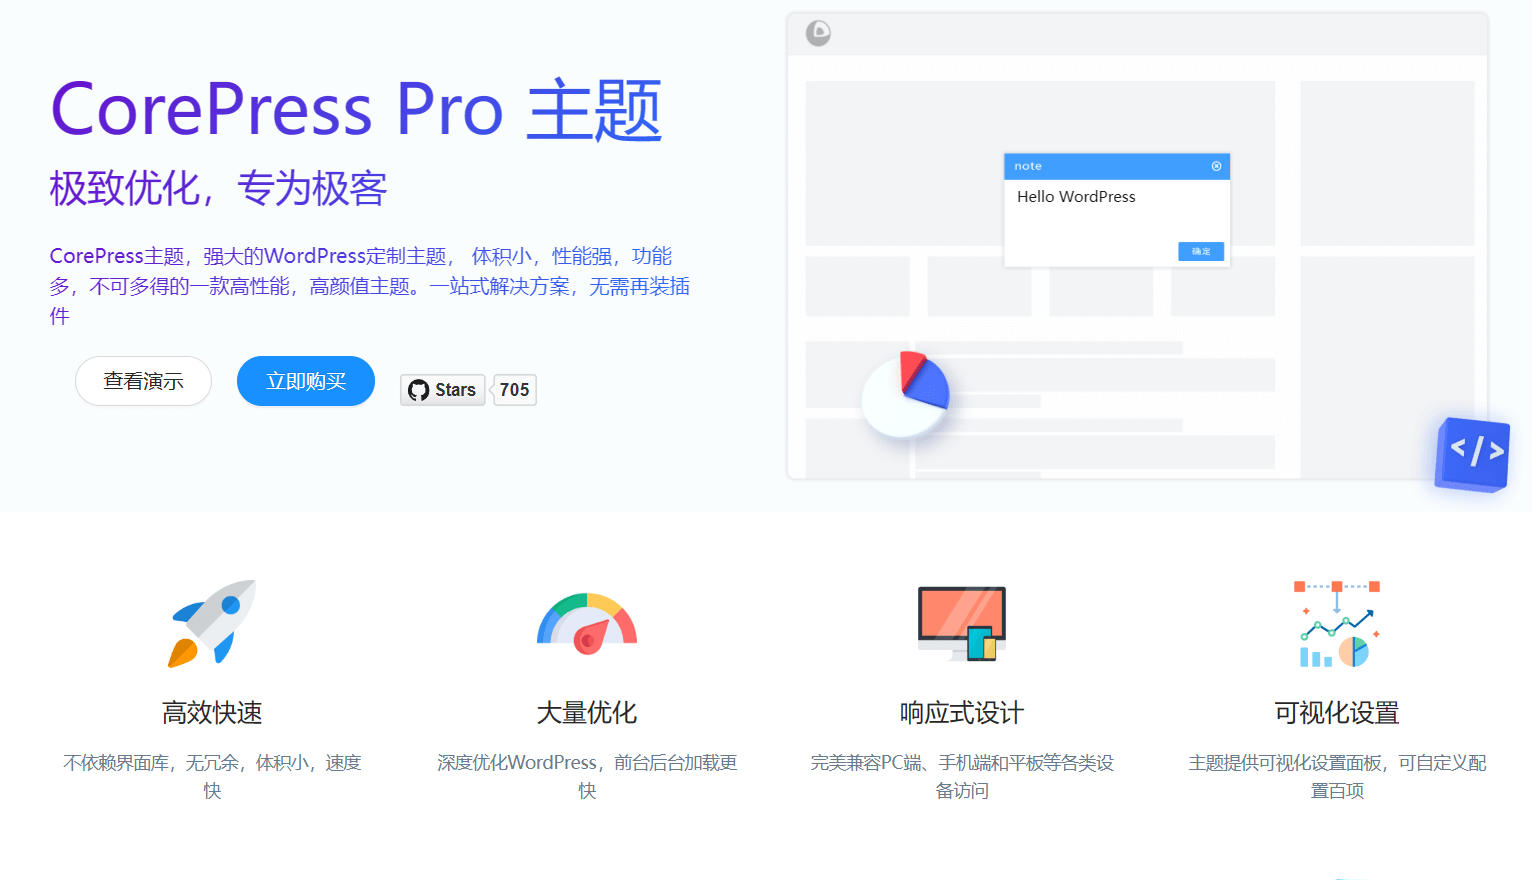 CorePress Pro 主题
极致优化，专为极客
CorePress主题，强大的WordPress定制主题， 体积小，性能强，功能
多，不可多得的一款高性能，高颜值主题。一站式解决方案，无需再装插
件
查看演示
立即购买
Stars
705
note
Hello WordPress
确定
</>
高效快速
不依赖界面库，无冗余，体积小，速度
快
大量优化
深度优化WordPress，前台后台加载更
快
响应式设计
完美兼容PC端、手机端和平板等各类设
备访问
可视化设置
主题提供可视化设置面板，可自定义配
置百项